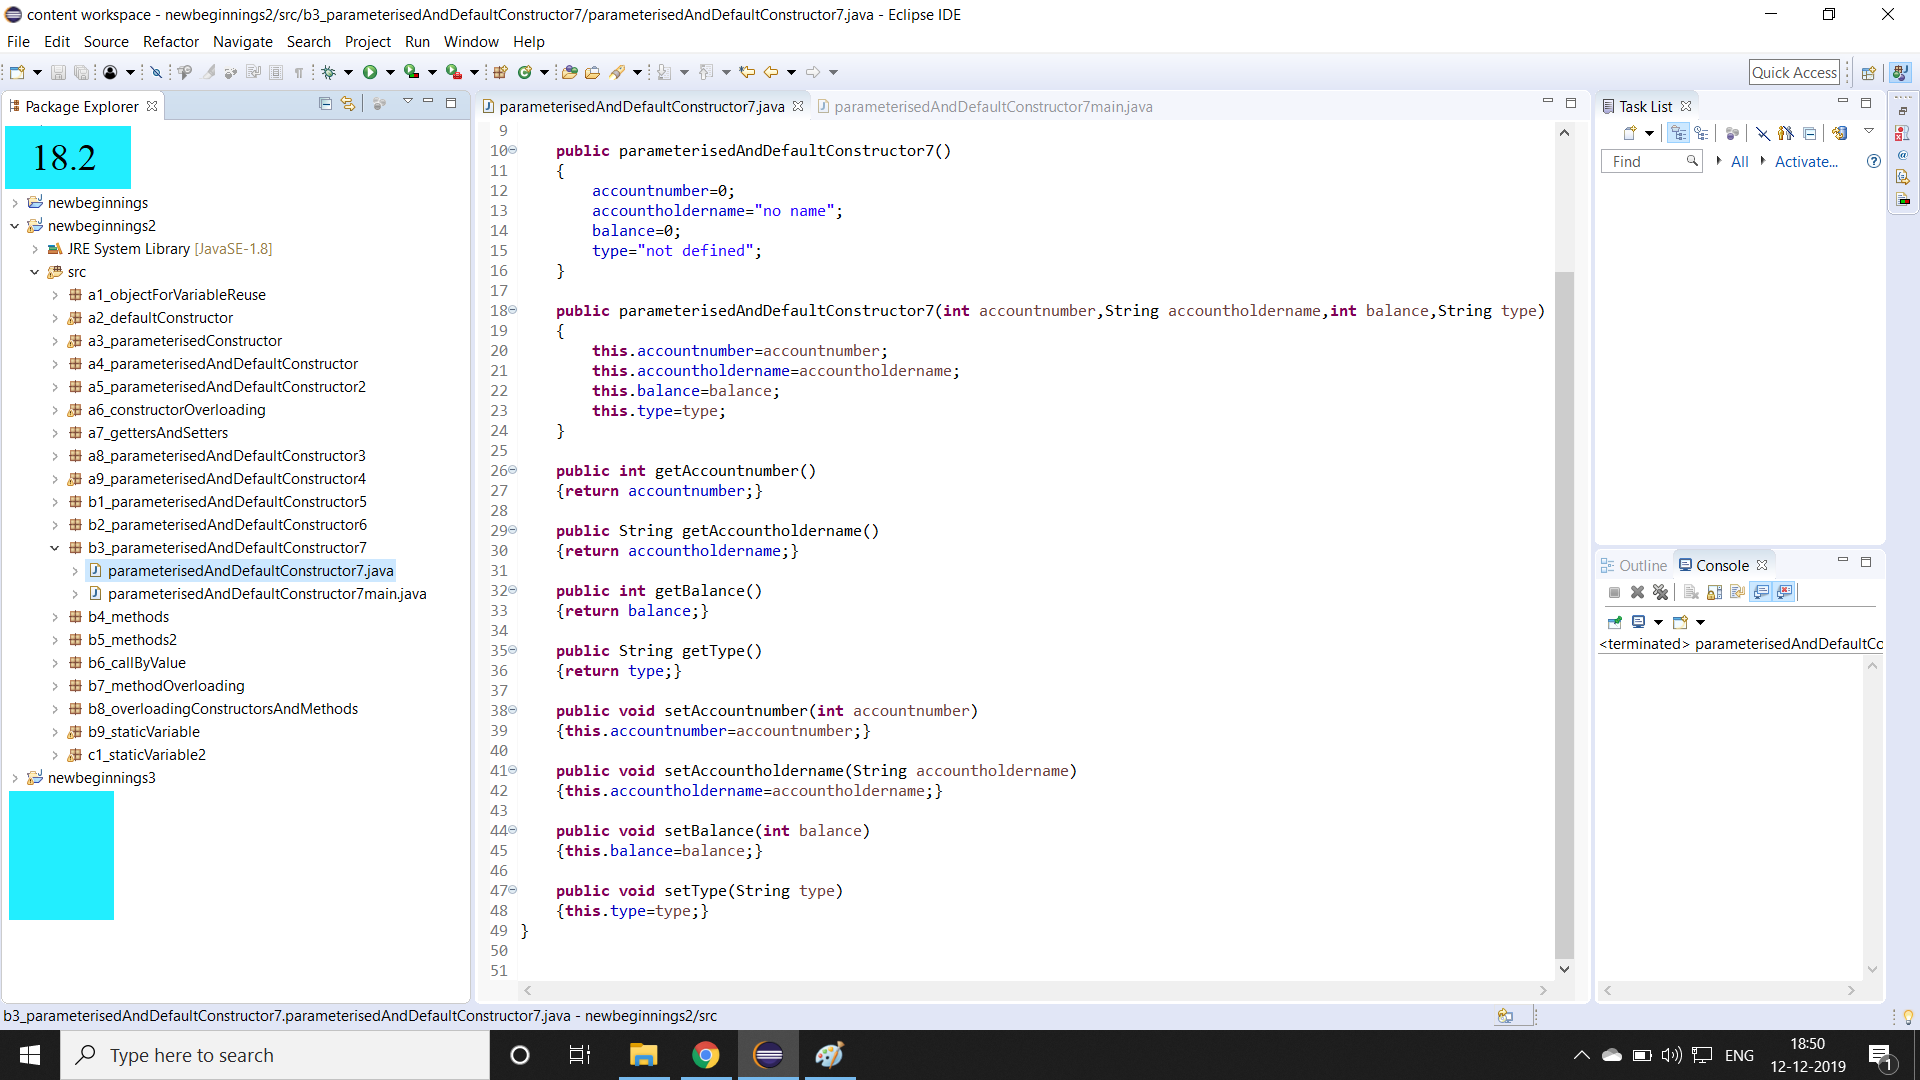 content workspace - newbeginnings2/src/b3_parameterisedAndDefaultConstructor7/parameterisedAndDefaultConstructor7.java - Eclipse IDE
File Edit Source Refactor Navigate Search Project Run Window Help
Quick Access
Package Explorer
18.2
newbeginnings
newbeginnings2
JRE System Library [JavaSE-1.8]
src
a1_objectForVariableReuse
a2_defaultConstructor
a3_parameterisedConstructor
a4_parameterisedAndDefaultConstructor
a5_parameterisedAndDefaultConstructor2
a6_constructorOverloading
a7_gettersAndSetters
a8_parameterisedAndDefaultConstructor3
a9_parameterisedAndDefaultConstructor4
b1_parameterisedAndDefaultConstructor5
b2_parameterisedAndDefaultConstructor6
b3_parameterisedAndDefaultConstructor7
parameterisedAndDefaultConstructor7.java
parameterisedAndDefaultConstructor7main.java
b4_methods
b5_methods2
b6_callByValue
b7_methodOverloading
b8_overloadingConstructorsAndMethods
b9_staticVariable
c1_staticVariable2
newbeginnings3
parameterisedAndDefaultConstructor7.java parameterisedAndDefaultConstructor7main.java
9
10 public parameterisedAndDefaultConstructor7()
11 {
12 accountnumber=0;
13 accountholdername="no name";
14 balance=0;
15 type="not defined";
16 }
17
18 public parameterisedAndDefaultConstructor7(int accountnumber,String accountholdername,int balance,String type)
19 {
20 this.accountnumber=accountnumber;
21 this.accountholdername=accountholdername;
22 this.balance=balance;
23 this.type=type;
24 }
25
26 public int getAccountnumber()
27 {return accountnumber;}
28
29 public String getAccountholdername()
30 {return accountholdername;}
31
32 public int getBalance()
33 {return balance;}
34
35 public String getType()
36 {return type;}
37
38 public void setAccountnumber(int accountnumber)
39 {this.accountnumber=accountnumber;}
40
41 public void setAccountholdername(String accountholdername)
42 {this.accountholdername=accountholdername;}
43
44 public void setBalance(int balance)
45 {this.balance=balance;}
46
47 public void setType(String type)
48 {this.type=type;}
49 }
50
51
Task List
Find All Activate...
Outline Console
<terminated> parameterisedAndDefaultCo
b3_parameterisedAndDefaultConstructor7.parameterisedAndDefaultConstructor7.java - newbeginnings2/src
Type here to search
ENG
18:50
12-12-2019
1